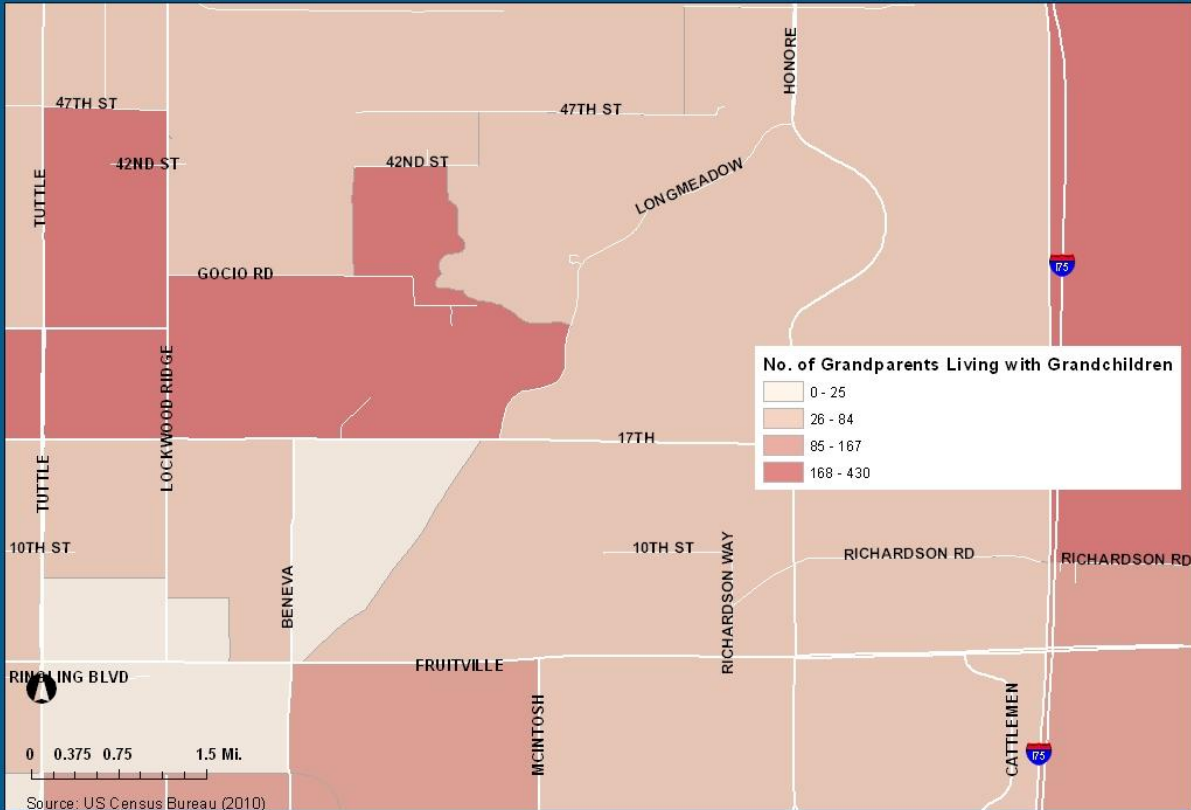 HONORE
47TH ST
47TH ST
42ND ST
42ND ST
TUTTLE
LONGMEADOW
GOCIO RD
175
LOCKWOOD RIDGE
No. of Grandparents Living with Grandchildren
0 - 25
26 - 84
85 - 167
168 - 430
17TH
TUTTLE
10TH ST
10TH ST
RICHARDSON WAY
RICHARDSON RD
RICHARDSON RD
BENEVA
FRUITVILLE
RINGLING BLVD
MCINTOSH
CATTLEMEN
175
0 0.375 0.75 1.5 Mi.
Source: US Census Bureau (2010)